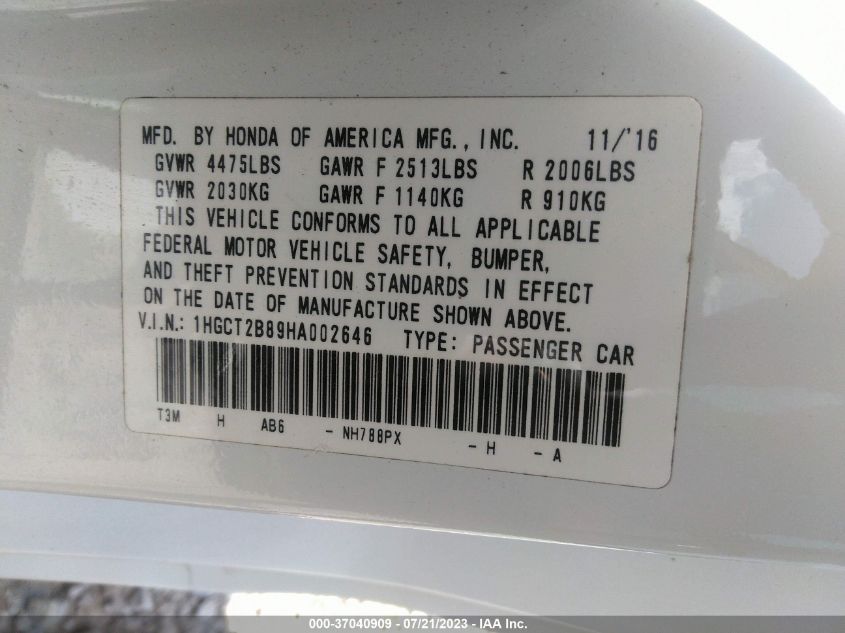 MFD. BY HONDA OF AMERICA MFG., INC. 11/'16
GVWR 4475LBS GAWR F 2513LBS R 2006LBS
GVWR 2030KG GAWR F 1140KG R 910KG
THIS VEHICLE CONFORMS TO ALL APPLICABLE
FEDERAL MOTOR VEHICLE SAFETY, BUMPER,
AND THEFT PREVENTION STANDARDS IN EFFECT
ON THE DATE OF MANUFACTURE SHOWN ABOVE.
V.I.N.: 1HGCT2B89HA002646 TYPE: PASSENGER CAR
T3M H AB6 - NH788PX - H - A
000-37040909 - 07/21/2023 - IAA Inc.